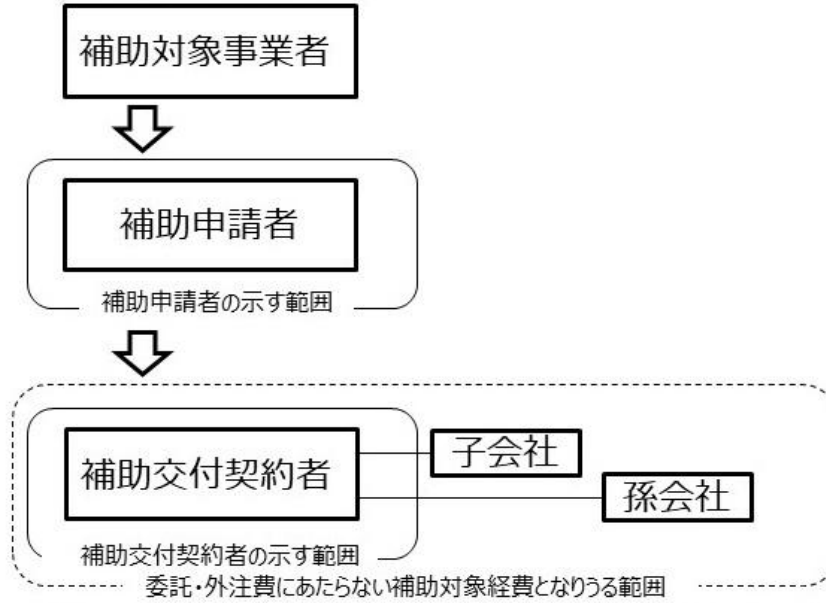 補助対象事業者
補助申請者
補助申請者の示す範囲
補助交付契約者
子会社
孫会社
補助交付契約者の示す範囲
委託・外注費にあたらない補助対象経費となりうる範囲